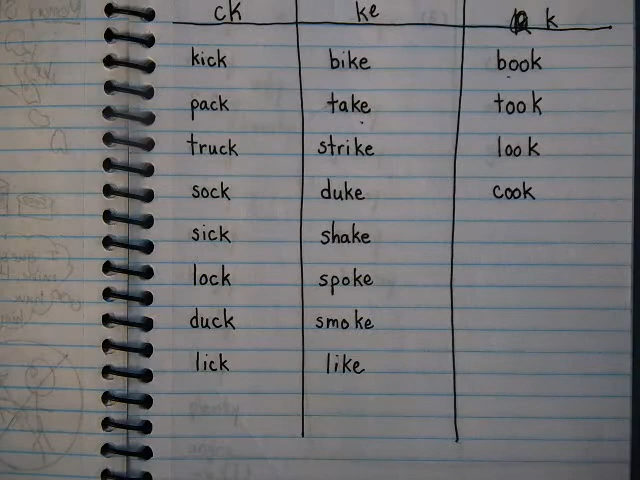 ck ke k
kick bike book
pack take took
truck strike look
sock duke cook
sick shake
lock spoke
duck smoke
lick like